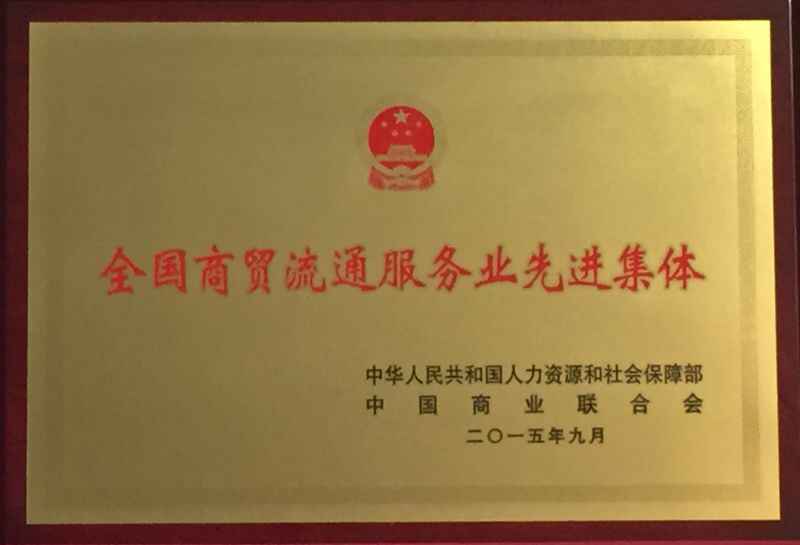 全国商贸流通服务业先进集体
中华人民共和国人力资源和社会保障部
中国商业联合会
二〇一五年九月